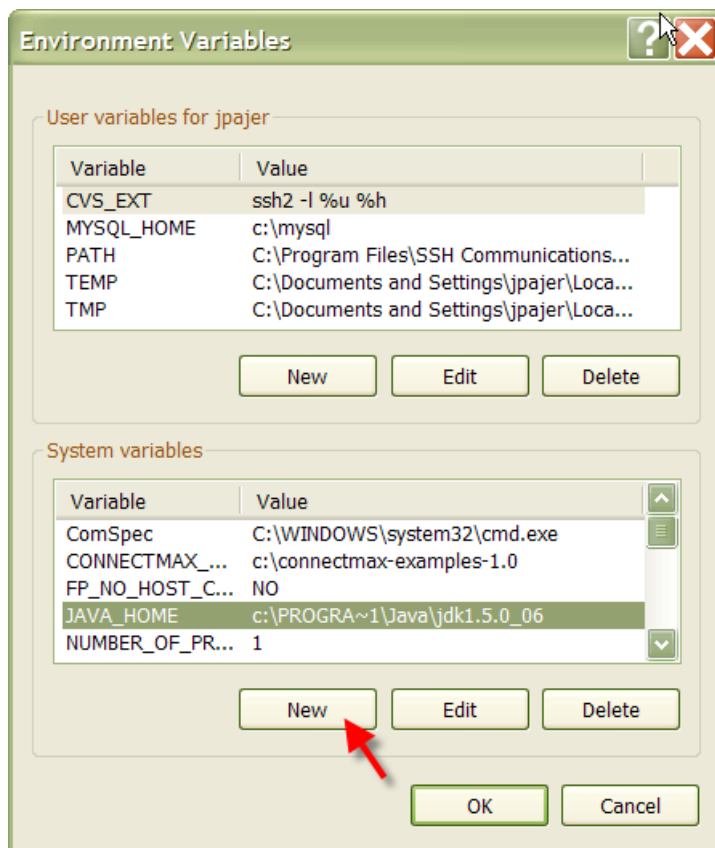 Environment Variables
User variables for jpajer
Variable Value
CVS_EXT ssh2 -l %u %h
MYSQL_HOME c:\mysql
PATH C:\Program Files\SSH Communications...
TEMP C:\Documents and Settings\jpajer\Loca...
TMP C:\Documents and Settings\jpajer\Loca...
New Edit Delete
System variables
Variable Value
ComSpec C:\WINDOWS\system32\cmd.exe
CONNECTMAX_... c:\connectmax-examples-1.0
FP_NO_HOST_C... NO
JAVA_HOME c:\PROGRA~1\Java\jdk1.5.0_06
NUMBER_OF_PR... 1
New Edit Delete
OK Cancel